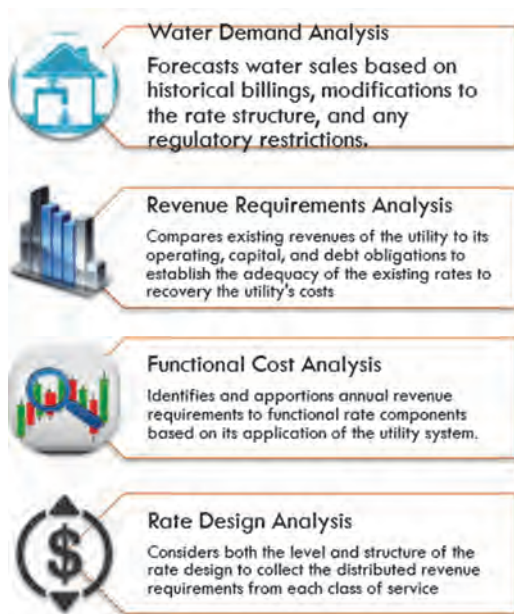 Water Demand Analysis
Forecasts water sales based on
historical billings, modifications to
the rate structure, and any
regulatory restrictions.
Revenue Requirements Analysis
Compares existing revenues of the utility to its
operating, capital, and debt obligations to
establish the adequacy of the existing rates to
recovery the utility's costs
Functional Cost Analysis
Identifies and apportions annual revenue
requirements to functional rate components
based on its application of the utility system.
$
Rate Design Analysis
Considers both the level and structure of the
rate design to collect the distributed revenue
requirements from each class of service